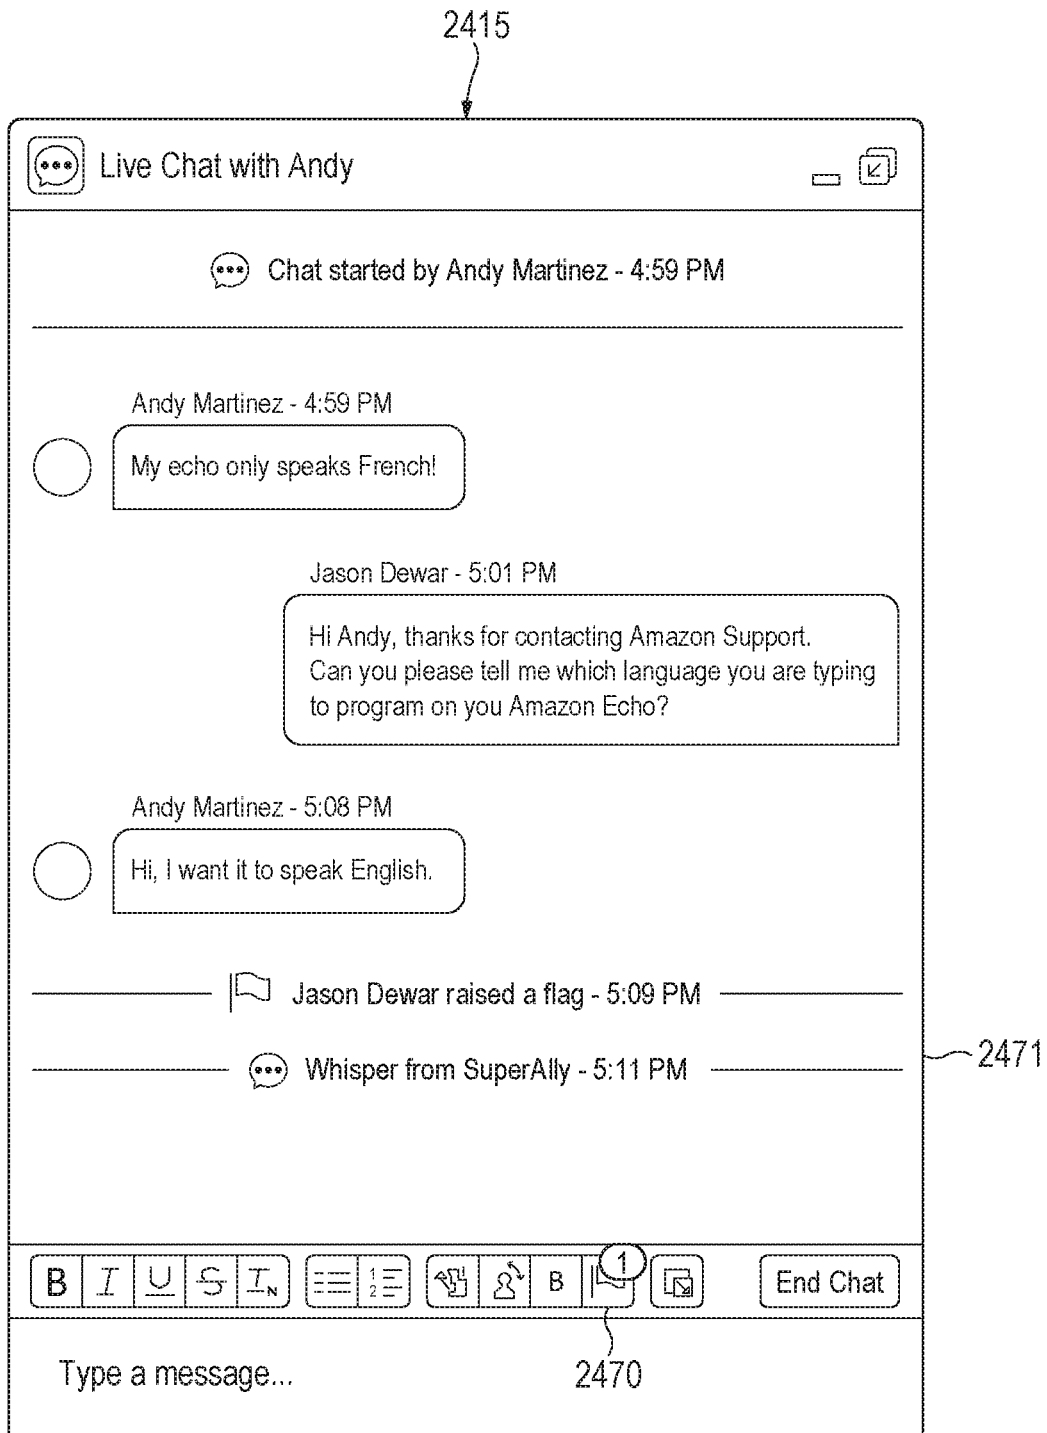 2415
Live Chat with Andy
Chat started by Andy Martinez - 4:59 PM
Andy Martinez - 4:59 PM
My echo only speaks French!
Jason Dewar - 5:01 PM
Hi Andy, thanks for contacting Amazon Support.
Can you please tell me which language you are typing
to program on you Amazon Echo?
Andy Martinez - 5:08 PM
Hi, I want it to speak English.
Jason Dewar raised a flag - 5:09 PM
Whisper from SuperAlly - 5:11 PM
2471
B I U S T N 1 2 B 1 End Chat
Type a message...
2470